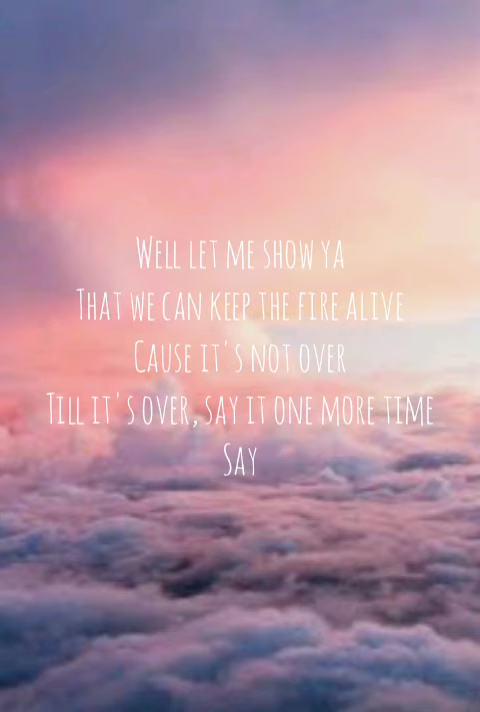 Well let me show ya
That we can keep the fire alive
Cause it's not over
Till it's over, say it one more time
Say